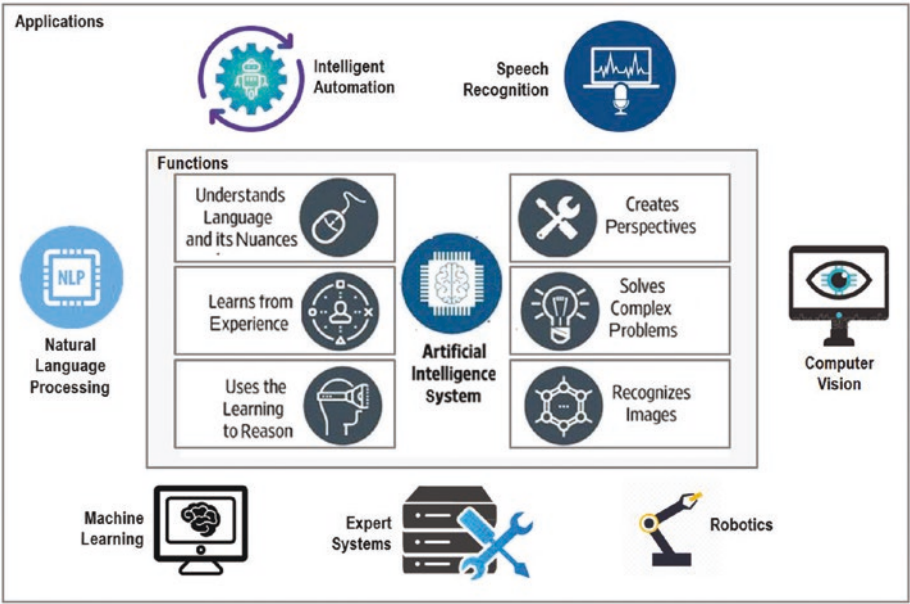 Applications
Intelligent
Automation
Speech
Recognition
Functions
Understands
Language
and its Nuances
Creates
Perspectives
NLP
Natural
Language
Processing
Learns from
Experience
Artificial
Intelligence
System
Solves
Complex
Problems
Computer
Vision
Uses the
Learning
to Reason
Recognizes
Images
Machine
Learning
Expert
Systems
Robotics